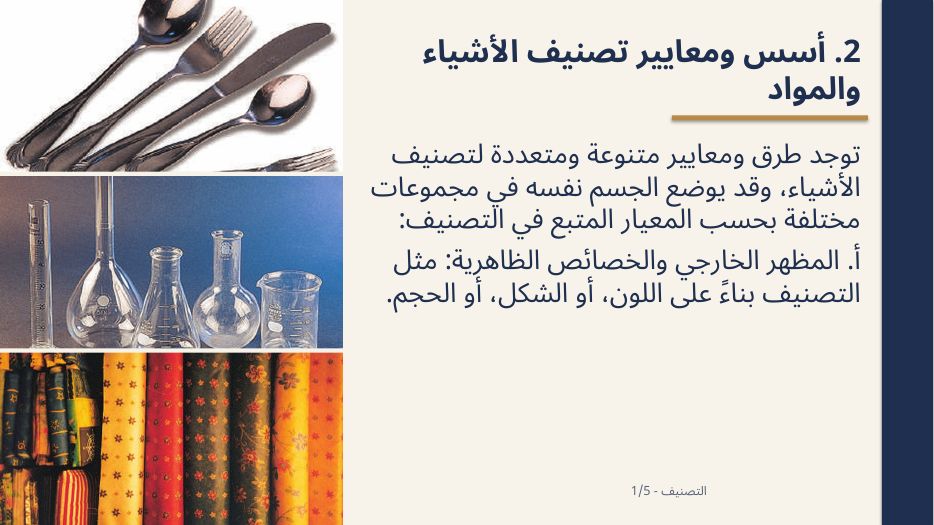 2. أسس ومعايير تصنيف الأشياء
والمواد
توجد طرق ومعايير متنوعة ومتعددة لتصنيف
الأشياء، وقد يوضع الجسم نفسه في مجموعات
مختلفة بحسب المعيار المتبع في التصنيف:
أ. المظهر الخارجي والخصائص الظاهرية: مثل
التصنيف بناءً على اللون، أو الشكل، أو الحجم.
التصنيف - 1/5